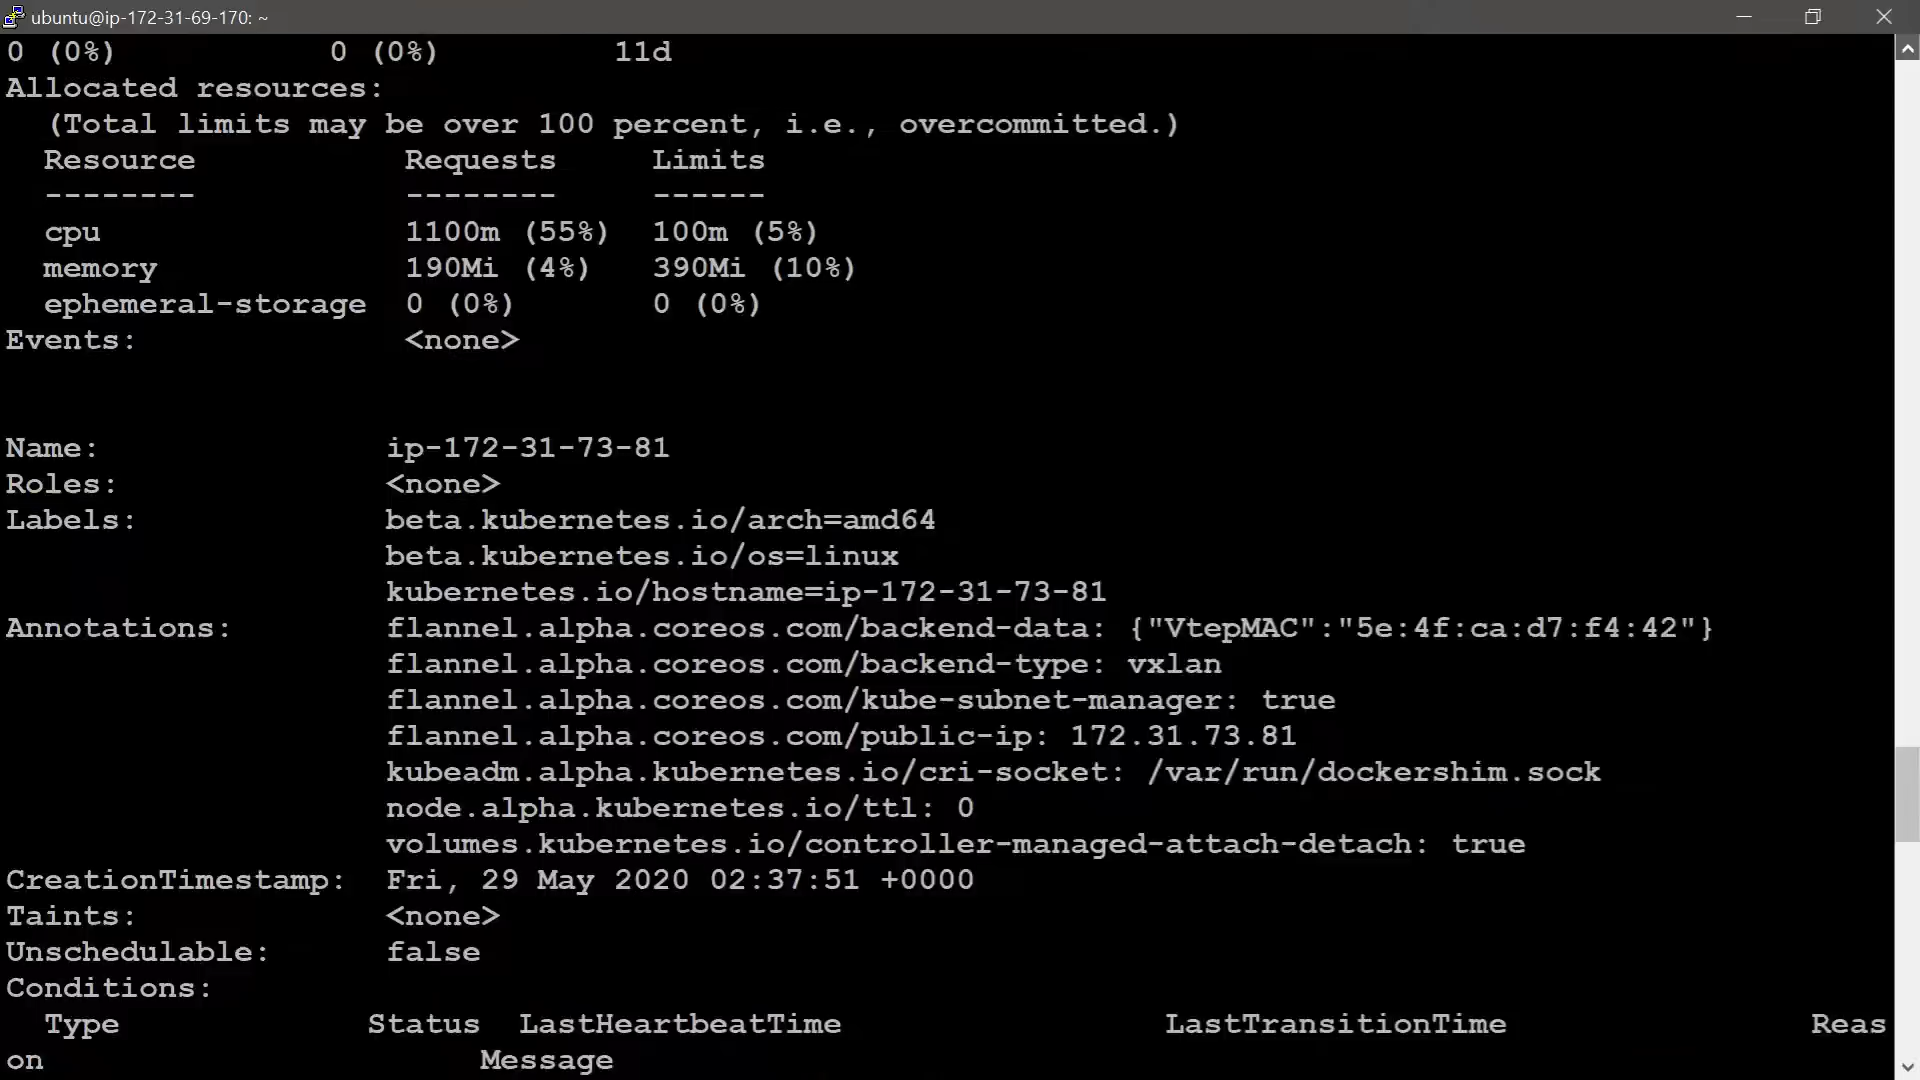 ubuntu@ip-172-31-69-170: ~
0 (0%) 0 (0%) 11d
Allocated resources:
(Total limits may be over 100 percent, i.e., overcommitted.)
Resource Requests Limits
-------- -------- ------
cpu 1100m (55%) 100m (5%)
memory 190Mi (4%) 390Mi (10%)
ephemeral-storage 0 (0%) 0 (0%)
Events: <none>
Name: ip-172-31-73-81
Roles: <none>
Labels: beta.kubernetes.io/arch=amd64
beta.kubernetes.io/os=linux
kubernetes.io/hostname=ip-172-31-73-81
Annotations: flannel.alpha.coreos.com/backend-data: {"VtepMAC":"5e:4f:ca:d7:f4:42"}
flannel.alpha.coreos.com/backend-type: vxlan
flannel.alpha.coreos.com/kube-subnet-manager: true
flannel.alpha.coreos.com/public-ip: 172.31.73.81
kubeadm.alpha.kubernetes.io/cri-socket: /var/run/dockershim.sock
node.alpha.kubernetes.io/ttl: 0
volumes.kubernetes.io/controller-managed-attach-detach: true
CreationTimestamp: Fri, 29 May 2020 02:37:51 +0000
Taints: <none>
Unschedulable: false
Conditions:
Type Status LastHeartbeatTime LastTransitionTime Reas
on Message